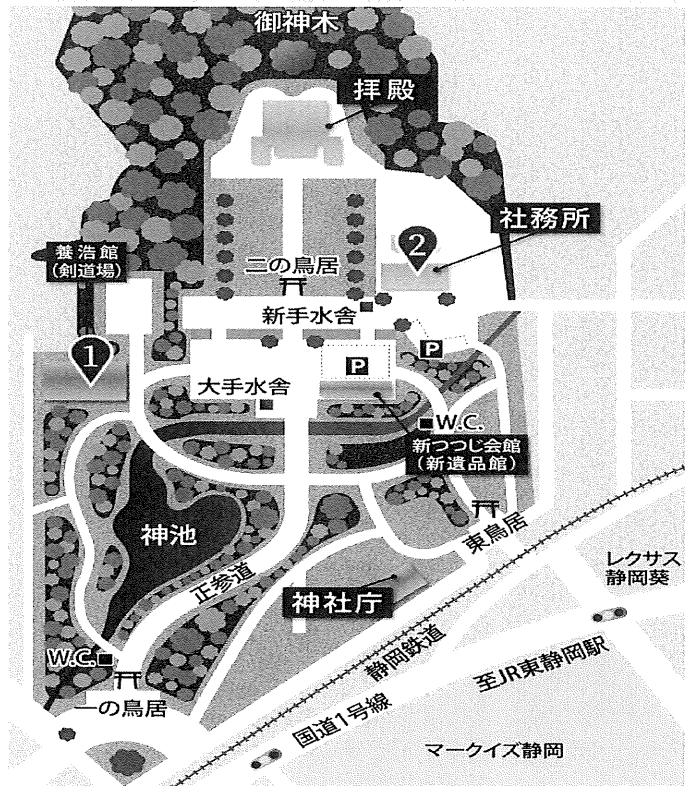 御神木
拝殿
社務所
2
養浩館
(剣道場)
二の鳥居
新手水舎
1
P
P
大手水舎
W.C.
新つつじ会館
(新遺品館)
神池
東鳥居
正参道
神社庁
レクサス
静岡葵
W.C.
静岡鉄道
至JR東静岡駅
一の鳥居
国道1号線
マークイズ静岡